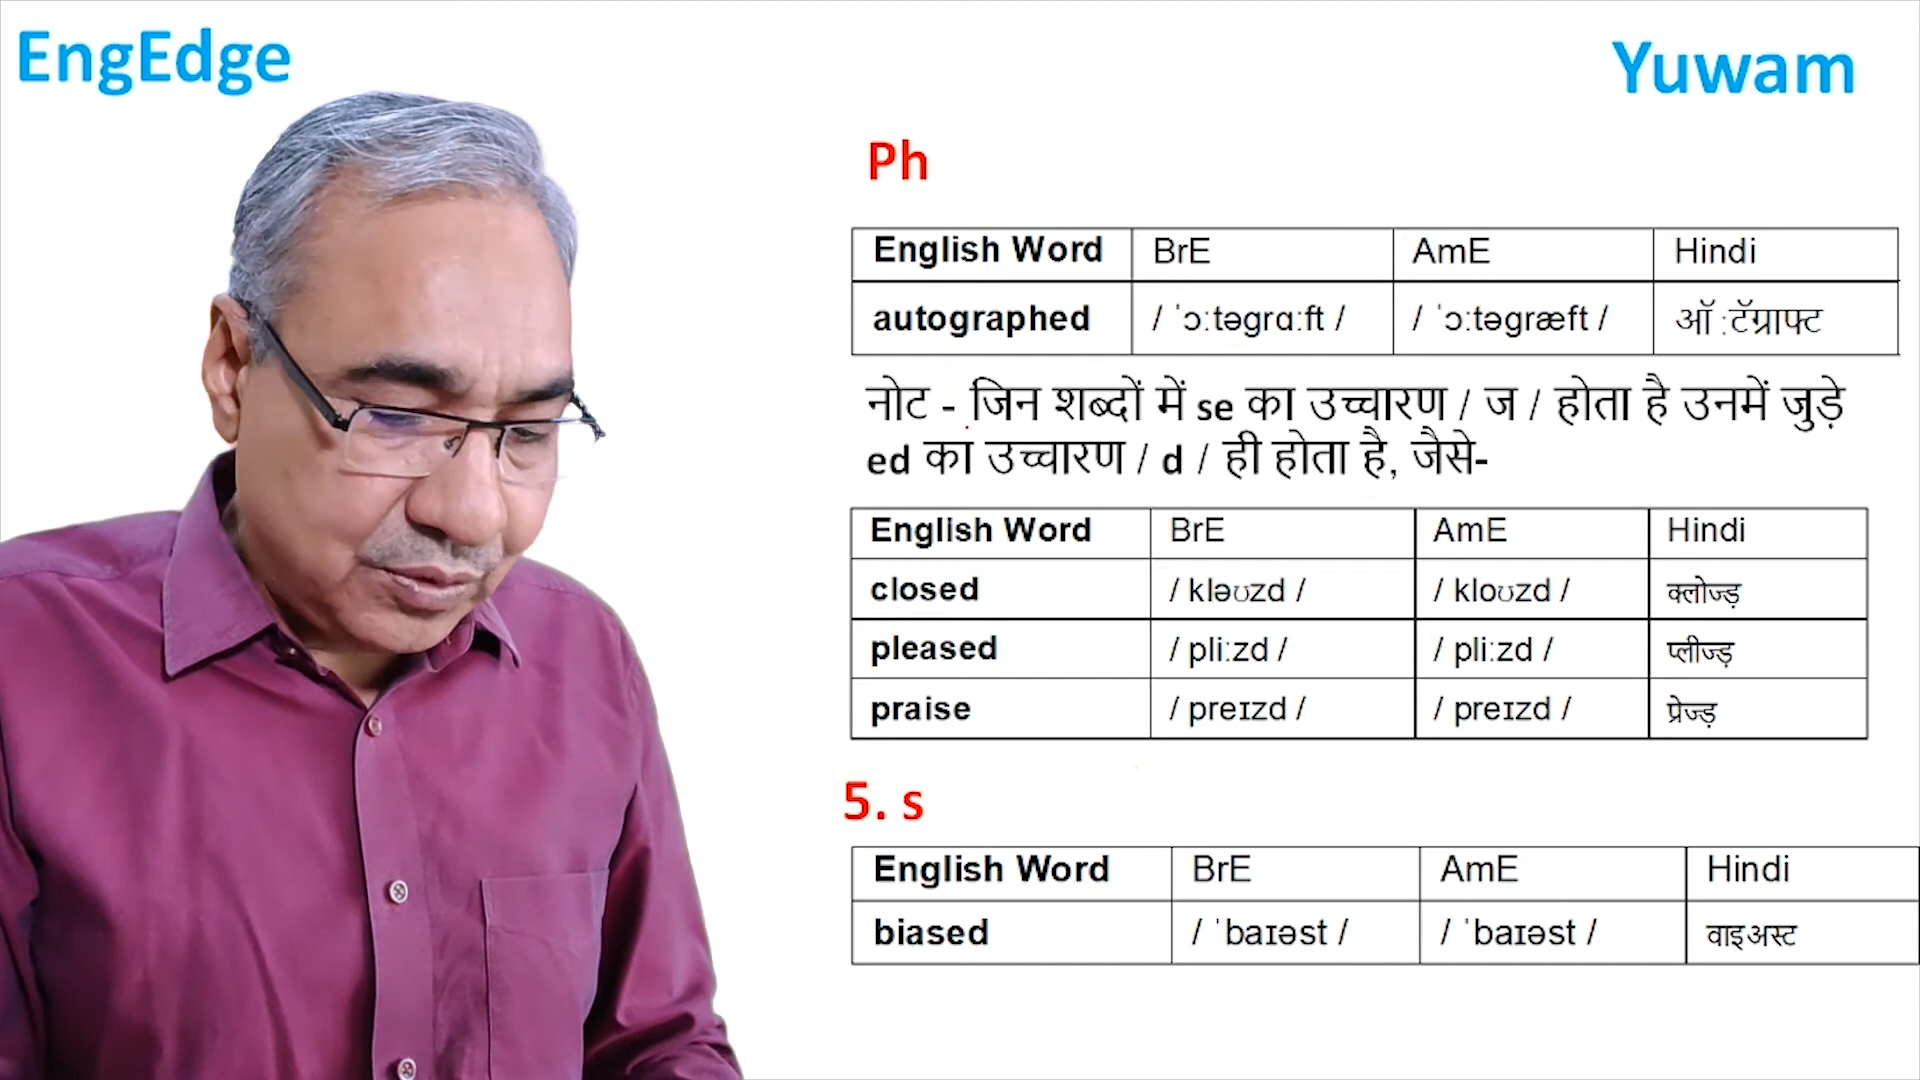 EngEdge
Yuwam
Ph
English Word BrE AmE Hindi
autographed / ˈɔːtəgrɑːft / / ˈɔːtəgræft / ऑ :टॅग्राफ्ट
नोट - जिन शब्दों में se का उच्चारण / ज / होता है उनमें जुड़े
ed का उच्चारण / d / ही होता है, जैसे-
English Word BrE AmE Hindi
closed / kləʊzd / / kloʊzd / क्लोज्ड़
pleased / pliːzd / / pliːzd / प्लीज्ड़
praise / preɪzd / / preɪzd / प्रेज्ड़
5. s
English Word BrE AmE Hindi
biased / ˈbaɪəst / / ˈbaɪəst / वाइअस्ट